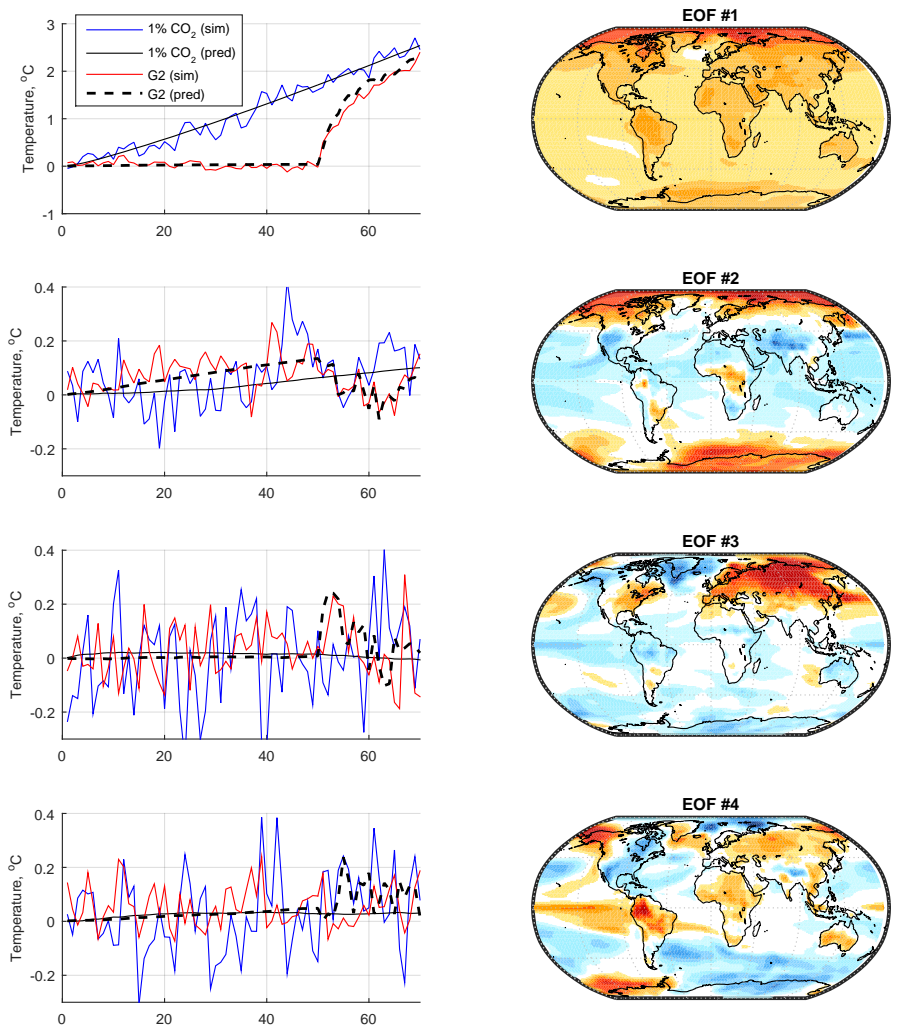 EOF #1
3
2
1
0
-1
Temperature, °C
1% CO2 (sim)
1% CO2 (pred)
G2 (sim)
G2 (pred)
0
20
40
60
EOF #2
0.4
0.2
0
-0.2
Temperature, °C
0
20
40
60
EOF #3
0.4
0.2
0
-0.2
Temperature, °C
0
20
40
60
EOF #4
0.4
0.2
0
-0.2
Temperature, °C
0
20
40
60